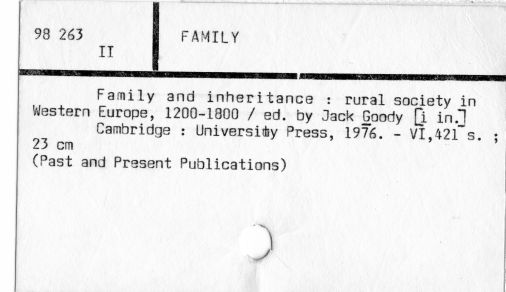 98 263
II
FAMILY
Family and inheritance : rural society in
Western Europe, 1200-1800 / ed. by Jack Goody [i in.]
Cambridge : University Press, 1976. - VI,421 s. ;
23 cm
(Past and Present Publications)